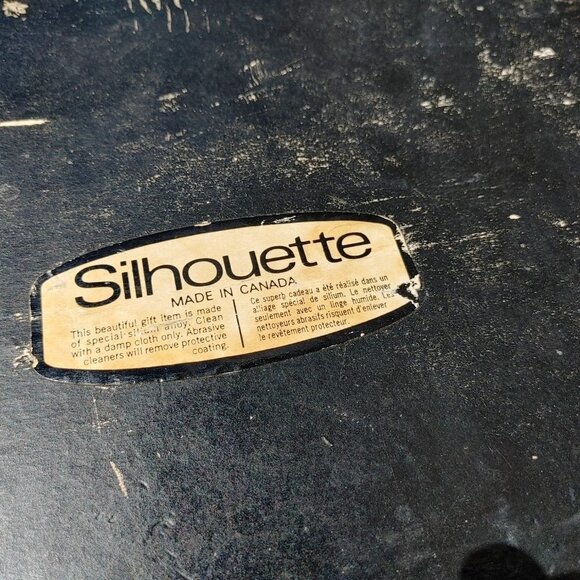 Silhouette
MADE IN CANADA
This beautiful gift item is made
of special silium alloy. Clean
with a damp cloth only. Abrasive
cleaners will remove protective
coating.
Ce superb cadeau a été réalisé dans un
alliage spécial de silium. Le nettoyer
seulement avec un linge humide. Les
nettoyeurs abrasifs risquent d'enlever
le revêtement protecteur.